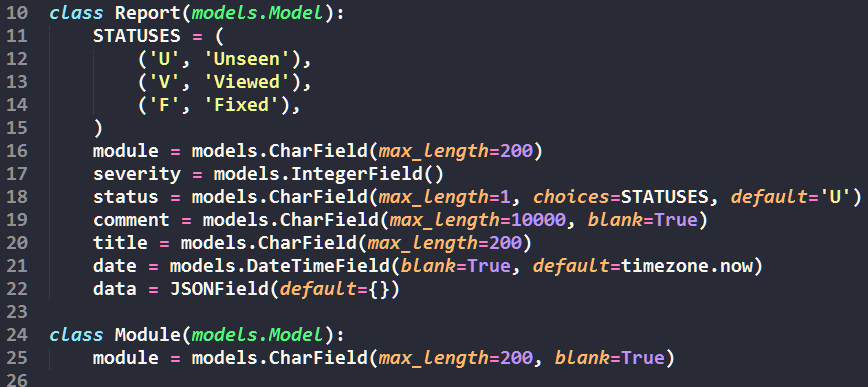 10 class Report(models.Model):
11     STATUSES = (
12         ('U', 'Unseen'),
13         ('V', 'Viewed'),
14         ('F', 'Fixed'),
15     )
16     module = models.CharField(max_length=200)
17     severity = models.IntegerField()
18     status = models.CharField(max_length=1, choices=STATUSES, default='U')
19     comment = models.CharField(max_length=10000, blank=True)
20     title = models.CharField(max_length=200)
21     date = models.DateTimeField(blank=True, default=timezone.now)
22     data = JSONField(default={})
23
24 class Module(models.Model):
25     module = models.CharField(max_length=200, blank=True)
26